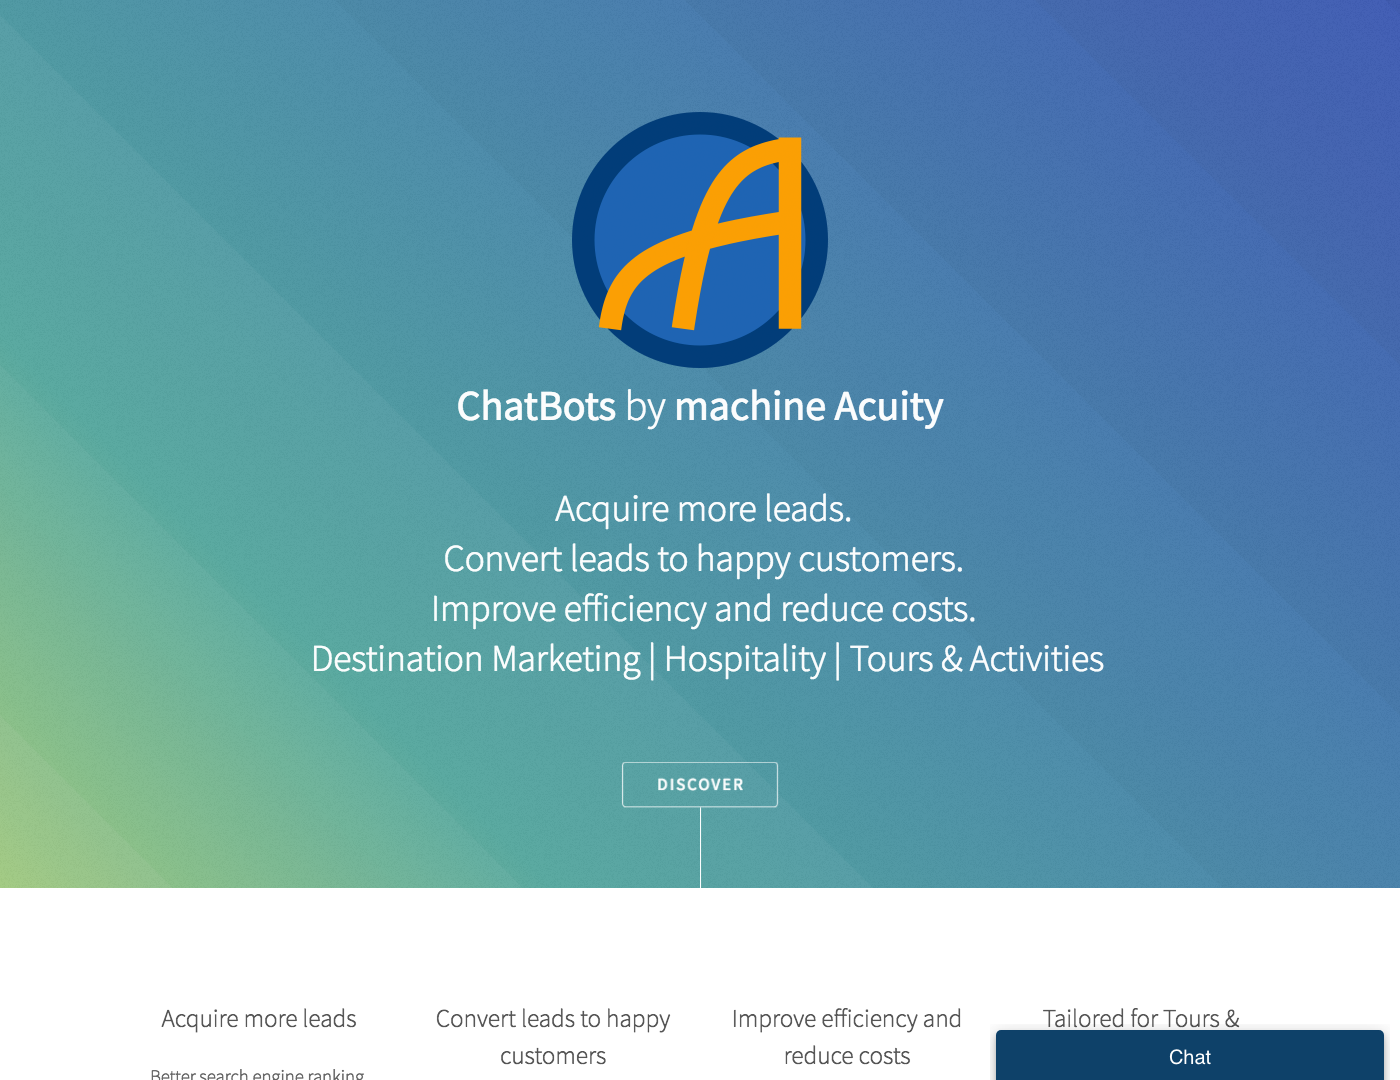 A
ChatBots by machine Acuity
Acquire more leads.
Convert leads to happy customers.
Improve efficiency and reduce costs.
Destination Marketing | Hospitality | Tours & Activities
DISCOVER
Acquire more leads
Better search engine ranking
Convert leads to happy
customers
Improve efficiency and
reduce costs
Tailored for Tours &
Chat